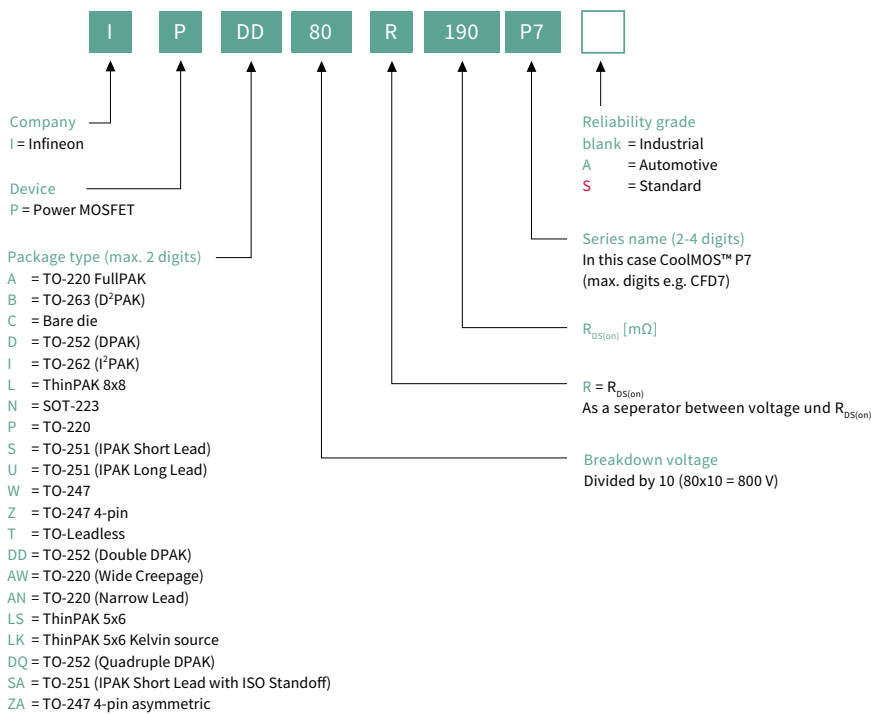 I P DD 80 R 190 P7
Company
I = Infineon
Device
P = Power MOSFET
Package type (max. 2 digits)
A = TO-220 FullPAK
B = TO-263 (D²PAK)
C = Bare die
D = TO-252 (DPAK)
I = TO-262 (I²PAK)
L = ThinPAK 8x8
N = SOT-223
P = TO-220
S = TO-251 (IPAK Short Lead)
U = TO-251 (IPAK Long Lead)
W = TO-247
Z = TO-247 4-pin
T = TO-Leadless
DD = TO-252 (Double DPAK)
AW = TO-220 (Wide Creepage)
AN = TO-220 (Narrow Lead)
LS = ThinPAK 5x6
LK = ThinPAK 5x6 Kelvin source
DQ = TO-252 (Quadruple DPAK)
SA = TO-251 (IPAK Short Lead with ISO Standoff)
ZA = TO-247 4-pin asymmetric
Reliability grade
blank = Industrial
A = Automotive
S = Standard
Series name (2-4 digits)
In this case CoolMOS™ P7
(max. digits e.g. CFD7)
RDS(on) [mΩ]
R = RDS(on)
As a seperator between voltage und RDS(on)
Breakdown voltage
Divided by 10 (80x10 = 800 V)